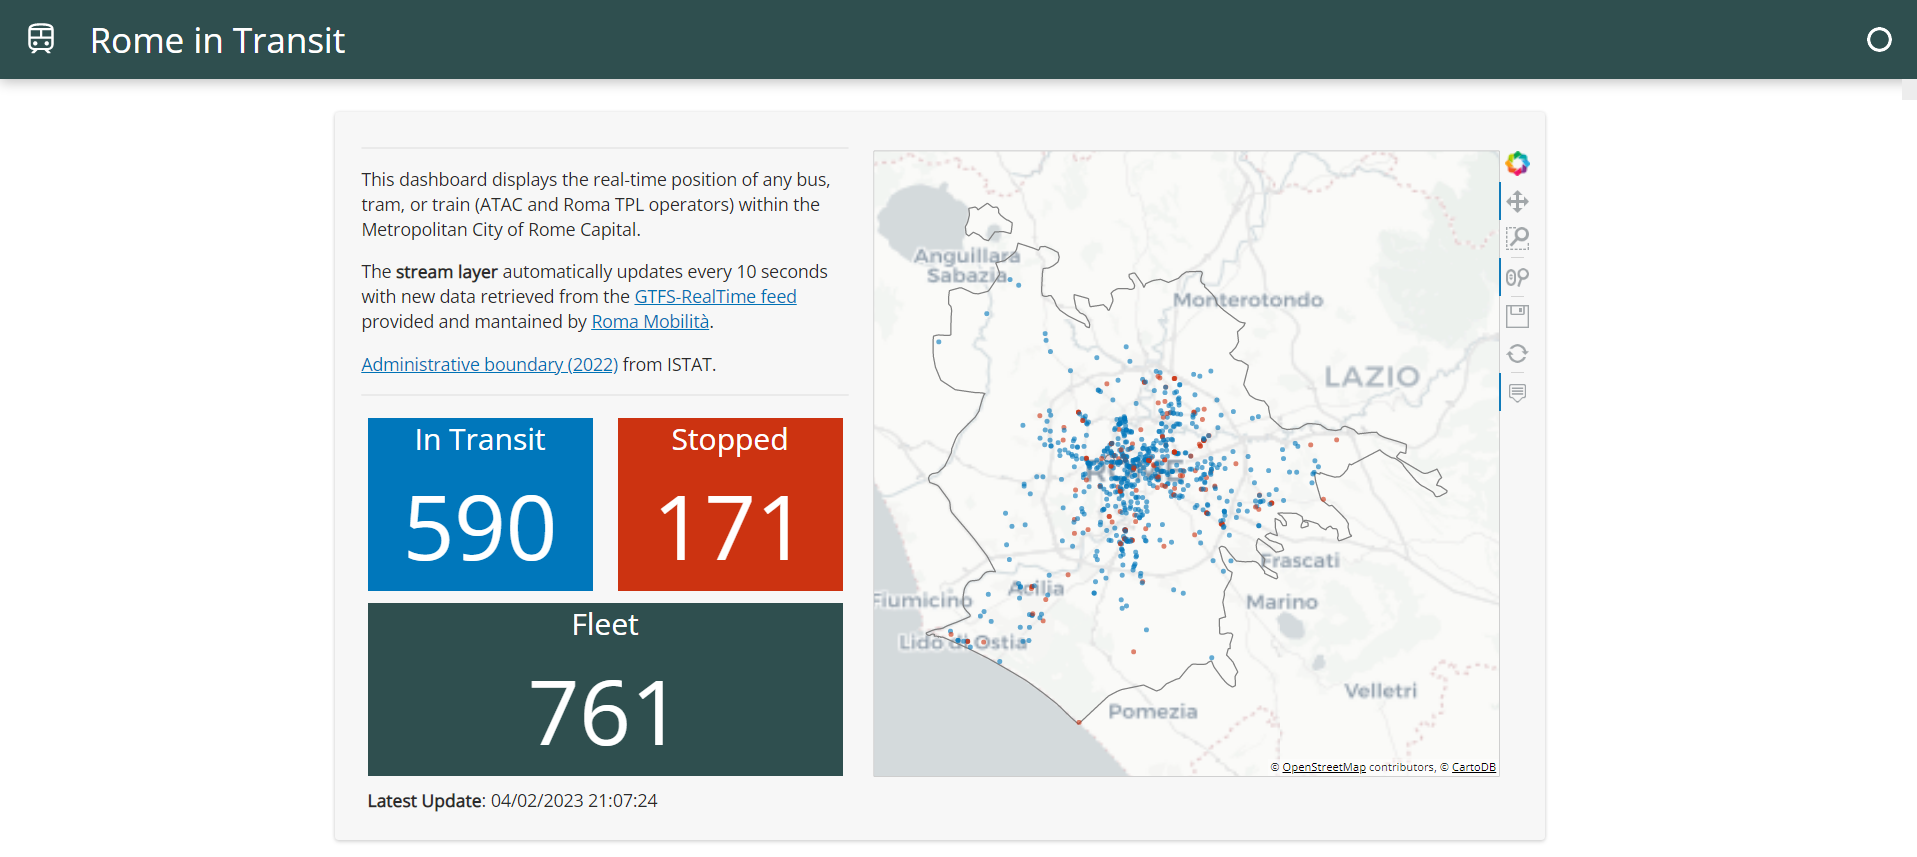 Rome in Transit
This dashboard displays the real-time position of any bus,
tram, or train (ATAC and Roma TPL operators) within the
Metropolitan City of Rome Capital.
The stream layer automatically updates every 10 seconds
with new data retrieved from the GTFS-RealTime feed
provided and mantained by Roma Mobilità.
Administrative boundary (2022) from ISTAT.
In Transit
590
Stopped
171
Fleet
761
Latest Update: 04/02/2023 21:07:24
Anguillara
Sabazia
Monterotondo
LAZIO
ROME
Frascati
Acilia
Fiumicino
Marino
Lido di Ostia
Velletri
Pomezia
© OpenStreetMap contributors, © CartoDB